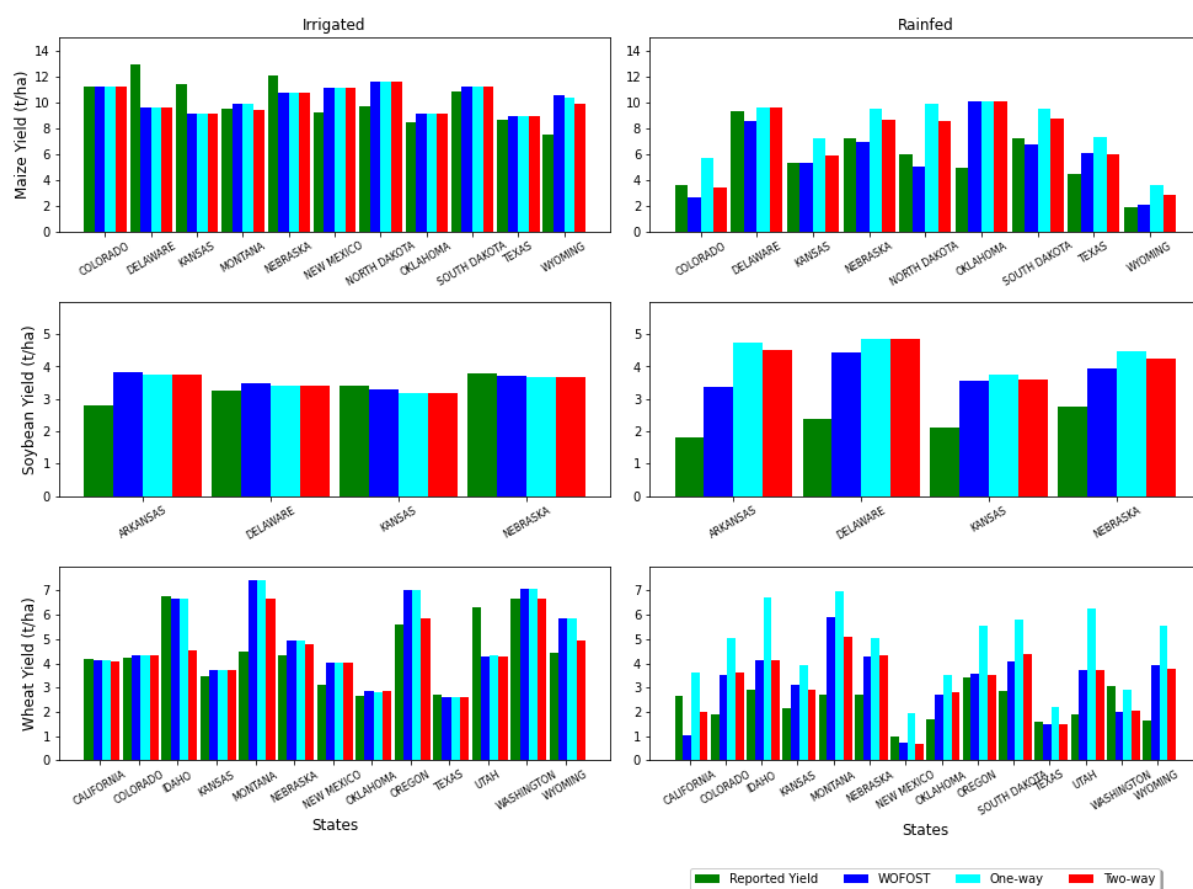 Irrigated
Rainfed
Maize Yield (t/ha)
14
12
10
8
6
4
2
0
COLORADO
DELAWARE
KANSAS
MONTANA
NEBRASKA
NEW MEXICO
NORTH DAKOTA
OKLAHOMA
SOUTH DAKOTA
TEXAS
WYOMING
14
12
10
8
6
4
2
0
COLORADO
DELAWARE
KANSAS
NEBRASKA
NORTH DAKOTA
OKLAHOMA
SOUTH DAKOTA
TEXAS
WYOMING
Soybean Yield (t/ha)
5
4
3
2
1
0
ARKANSAS
DELAWARE
KANSAS
NEBRASKA
5
4
3
2
1
0
ARKANSAS
DELAWARE
KANSAS
NEBRASKA
Wheat Yield (t/ha)
7
6
5
4
3
2
1
0
CALIFORNIA
COLORADO
IDAHO
KANSAS
MONTANA
NEBRASKA
NEW MEXICO
OKLAHOMA
OREGON
TEXAS
UTAH
WASHINGTON
WYOMING
States
7
6
5
4
3
2
1
0
CALIFORNIA
COLORADO
IDAHO
KANSAS
MONTANA
NEBRASKA
NEW MEXICO
OKLAHOMA
OREGON
SOUTH DAKOTA
TEXAS
UTAH
WASHINGTON
WYOMING
States
Reported Yield
WOFOST
One-way
Two-way